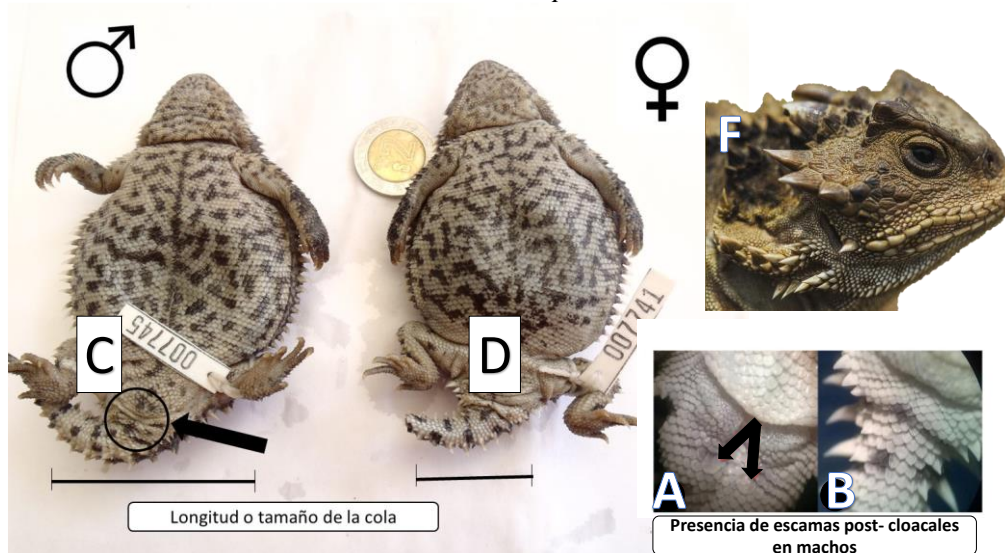 ♂
♀
F
C
D
007745
007741
A
B
Longitud o tamaño de la cola
Presencia de escamas post- cloacales
en machos